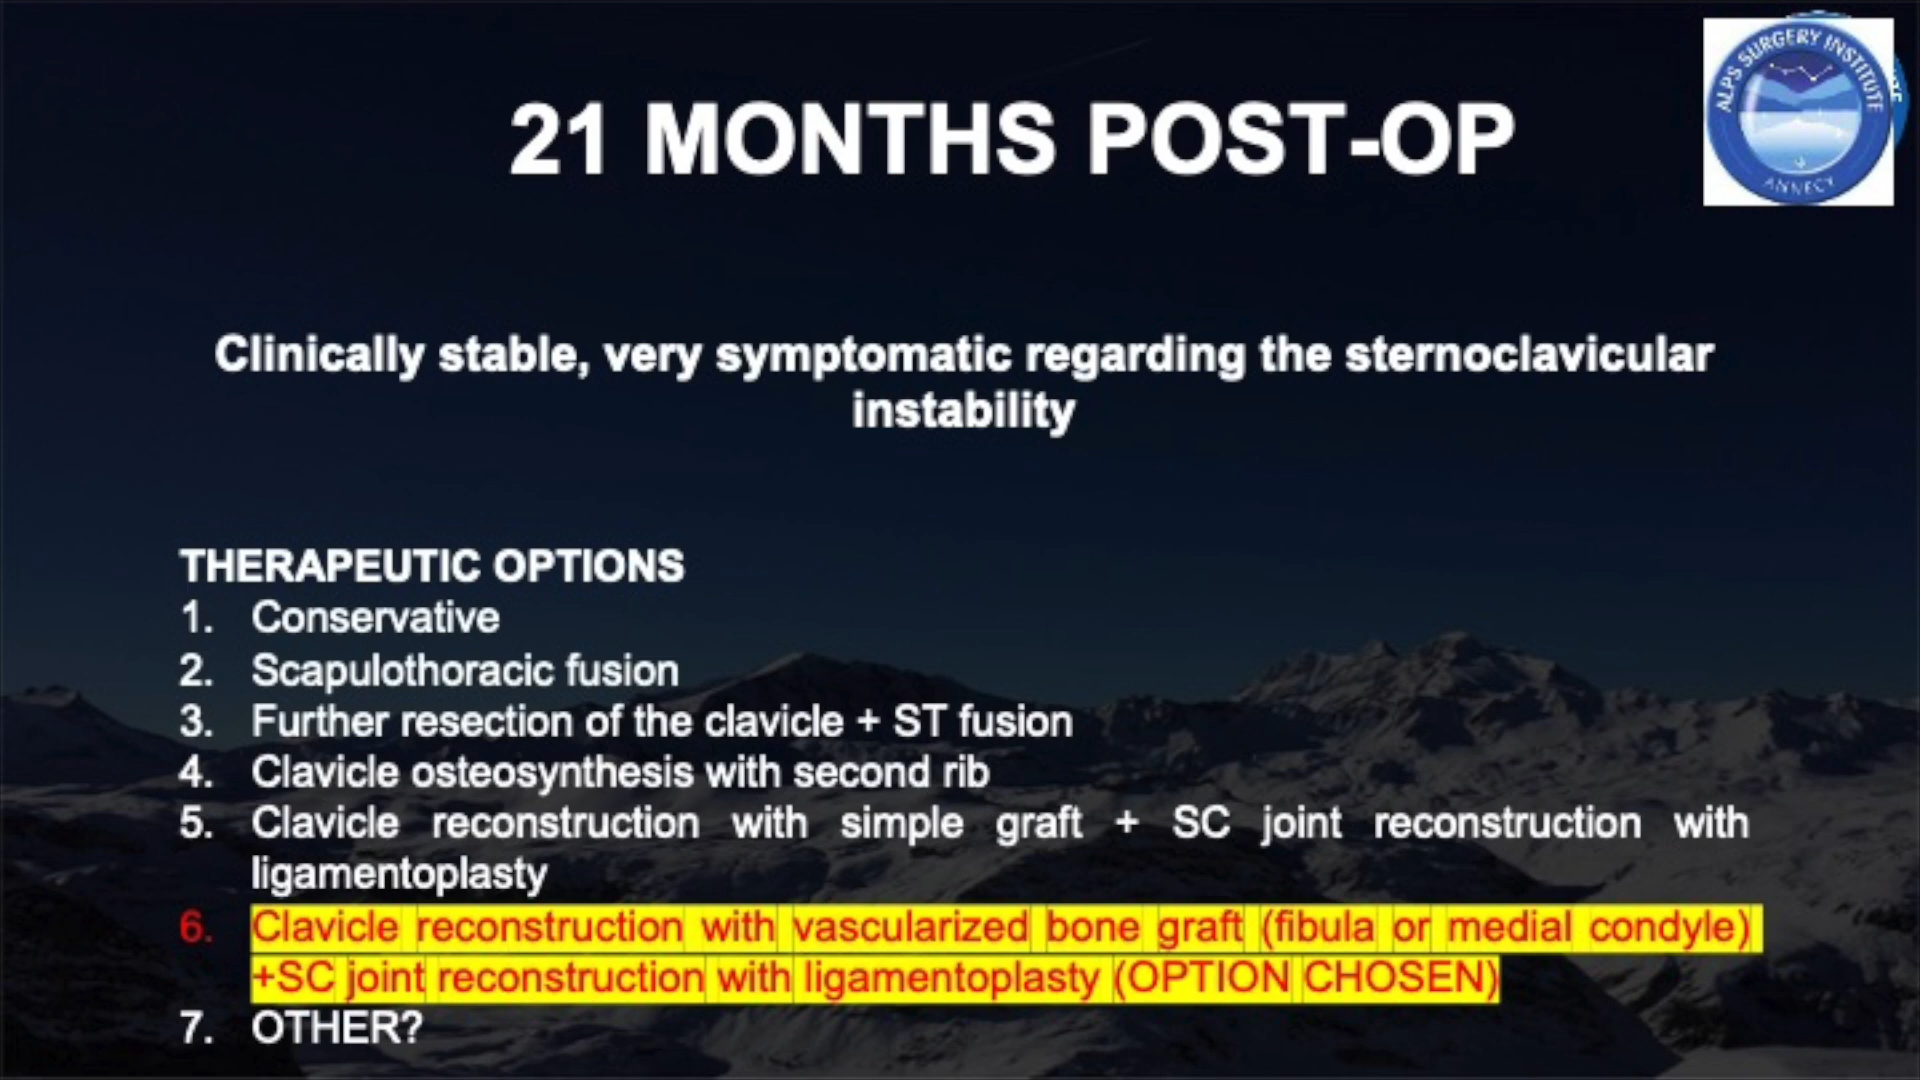 ALPS SURGERY INSTITUTE
ANNECY
21 MONTHS POST-OP
Clinically stable, very symptomatic regarding the sternoclavicular
instability
THERAPEUTIC OPTIONS
1. Conservative
2. Scapulothoracic fusion
3. Further resection of the clavicle + ST fusion
4. Clavicle osteosynthesis with second rib
5. Clavicle reconstruction with simple graft + SC joint reconstruction with
ligamentoplasty
6. Clavicle reconstruction with vascularized bone graft (fibula or medial condyle)
+SC joint reconstruction with ligamentoplasty (OPTION CHOSEN)
7. OTHER?